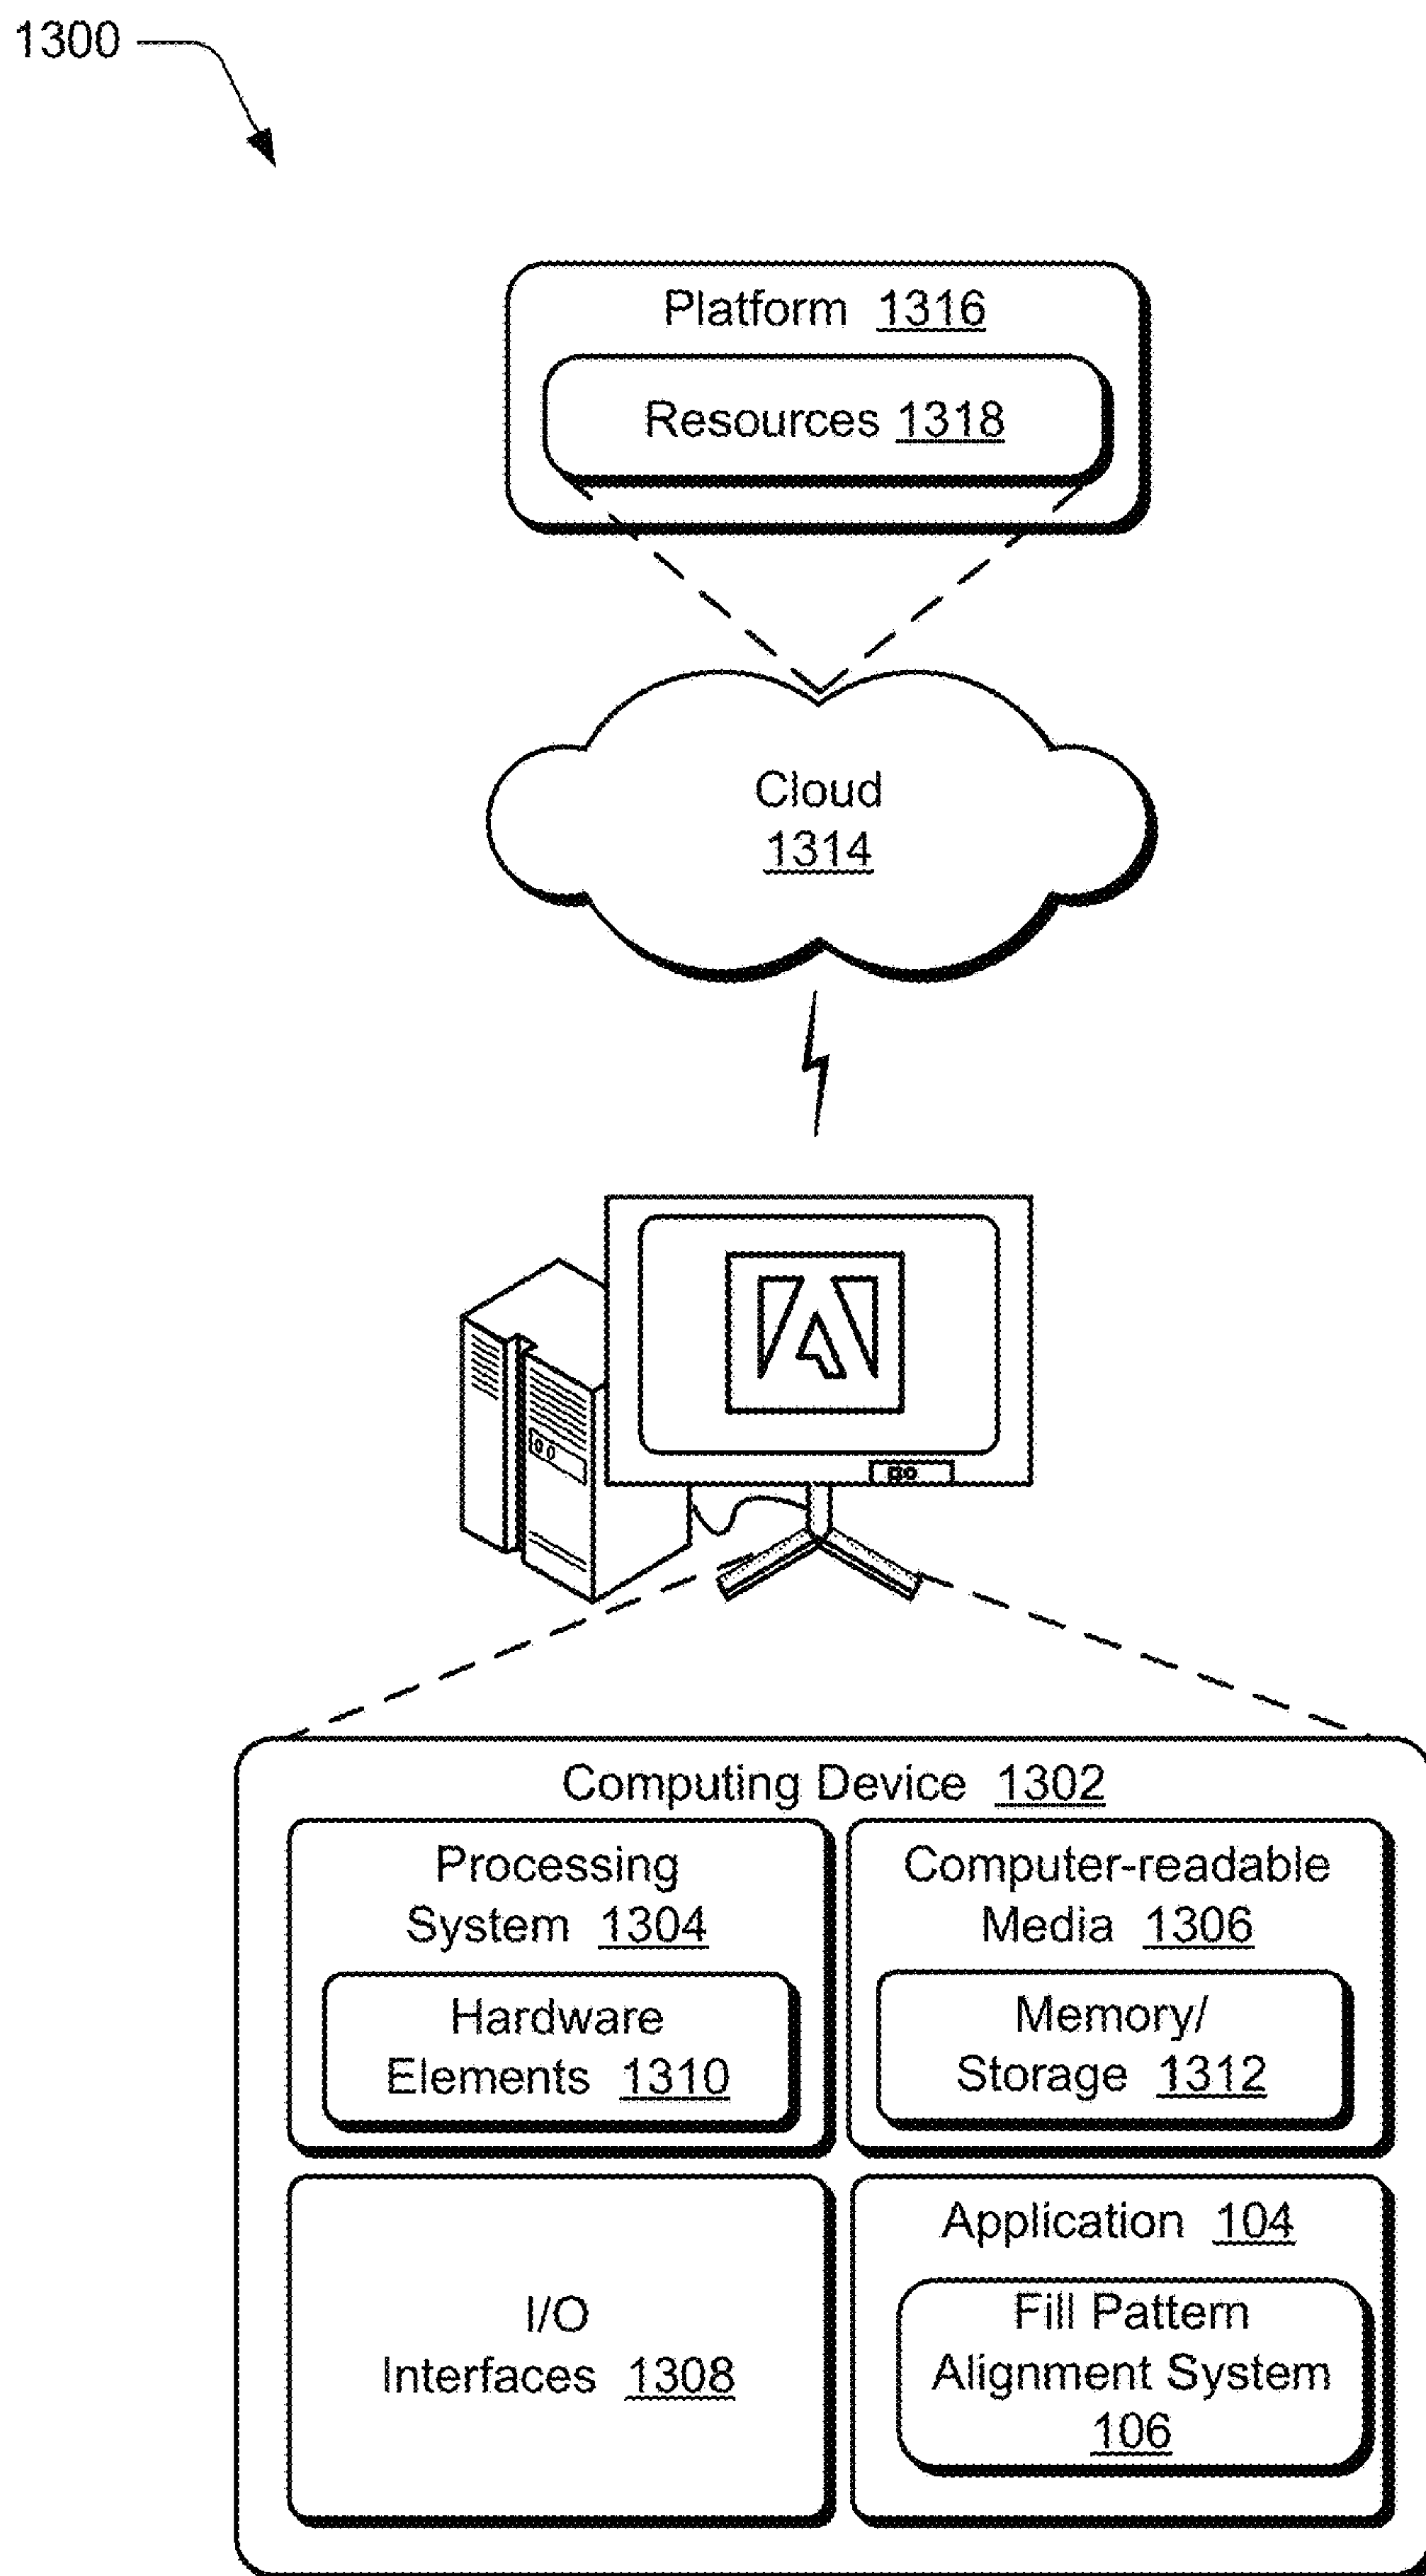 1300
Platform 1316
Resources 1318
Cloud
1314
Computing Device 1302
Processing
System 1304
Hardware
Elements 1310
Computer-readable
Media 1306
Memory/
Storage 1312
I/O
Interfaces 1308
Application 104
Fill Pattern
Alignment System
106